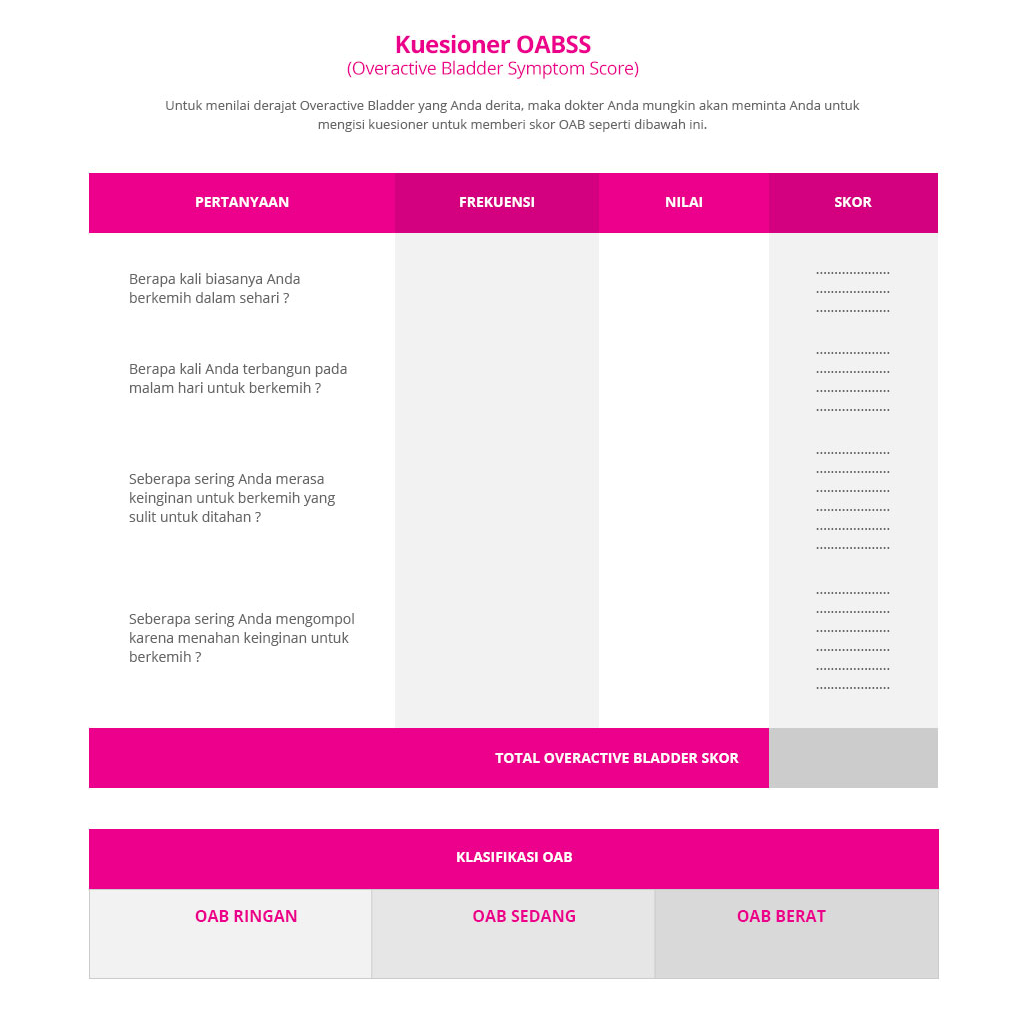 Kuesioner OABSS
(Overactive Bladder Symptom Score)
Untuk menilai derajat Overactive Bladder yang Anda derita, maka dokter Anda mungkin akan meminta Anda untuk
mengisi kuesioner untuk memberi skor OAB seperti dibawah ini.
PERTANYAAN FREKUENSI NILAI SKOR
Berapa kali biasanya Anda
berkemih dalam sehari ?
....................
....................
....................
Berapa kali Anda terbangun pada
malam hari untuk berkemih ?
....................
....................
....................
....................
Seberapa sering Anda merasa
keinginan untuk berkemih yang
sulit untuk ditahan ?
....................
....................
....................
....................
....................
....................
Seberapa sering Anda mengompol
karena menahan keinginan untuk
berkemih ?
....................
....................
....................
....................
....................
....................
TOTAL OVERACTIVE BLADDER SKOR
KLASIFIKASI OAB
OAB RINGAN OAB SEDANG OAB BERAT